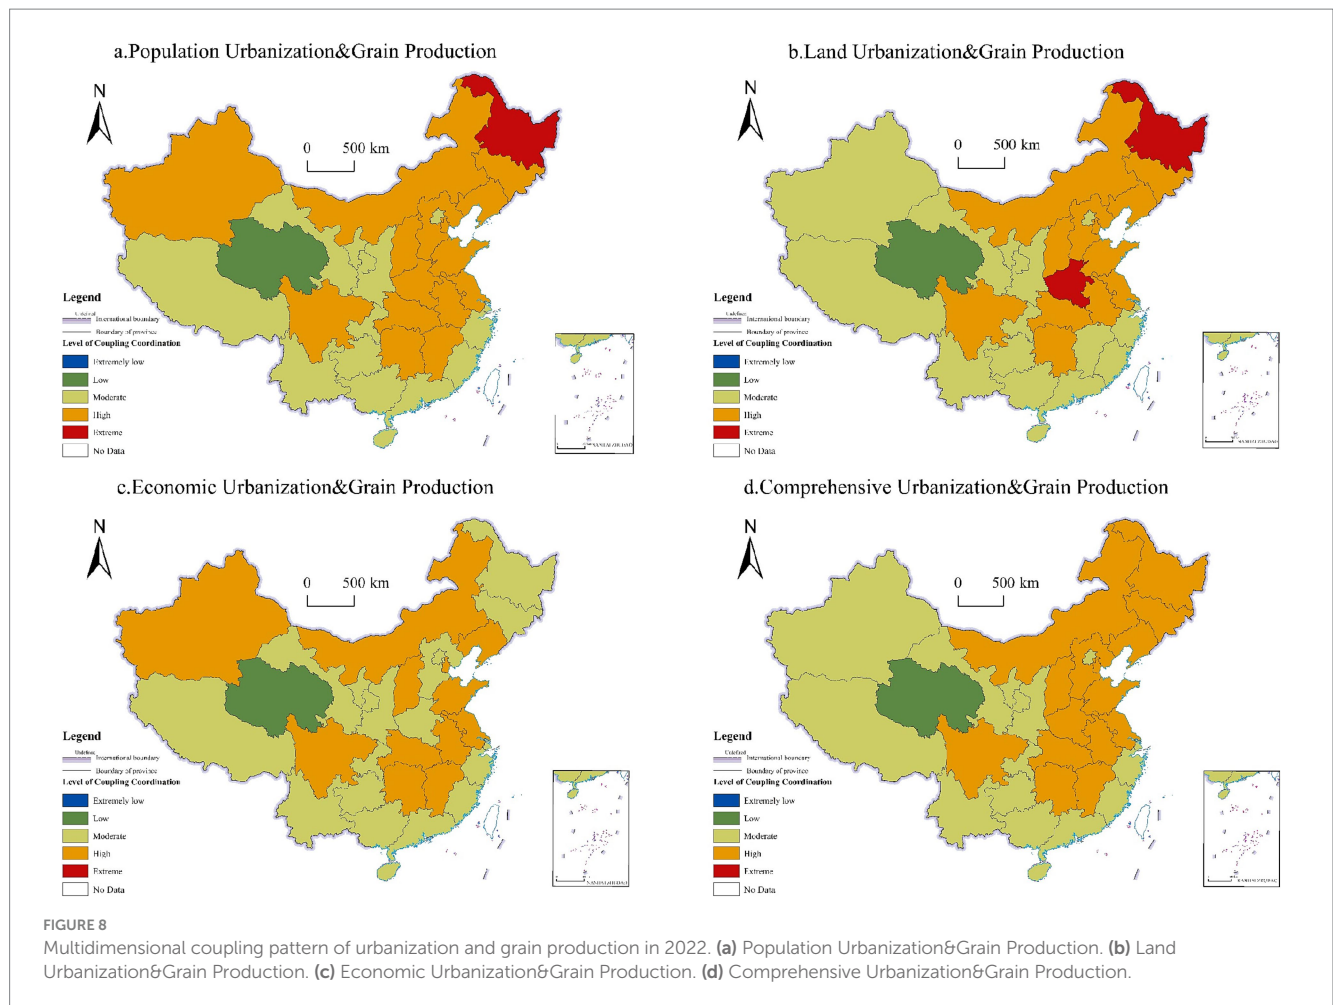 a.Population Urbanization&Grain Production
N
0 500 km
Legend
Undefined
International boundary
Boundary of province
Level of Coupling Coordination
Extremely low
Low
Moderate
High
Extreme
No Data
b.Land Urbanization&Grain Production
N
0 500 km
Legend
Undefined
International boundary
Boundary of province
Level of Coupling Coordination
Extremely low
Low
Moderate
High
Extreme
No Data
c.Economic Urbanization&Grain Production
N
0 500 km
Legend
Undefined
International boundary
Boundary of province
Level of Coupling Coordination
Extremely low
Low
Moderate
High
Extreme
No Data
d.Comprehensive Urbanization&Grain Production
N
0 500 km
Legend
Undefined
International boundary
Boundary of province
Level of Coupling Coordination
Extremely low
Low
Moderate
High
Extreme
No Data
FIGURE 8
Multidimensional coupling pattern of urbanization and grain production in 2022. (a) Population Urbanization&Grain Production. (b) Land
Urbanization&Grain Production. (c) Economic Urbanization&Grain Production. (d) Comprehensive Urbanization&Grain Production.